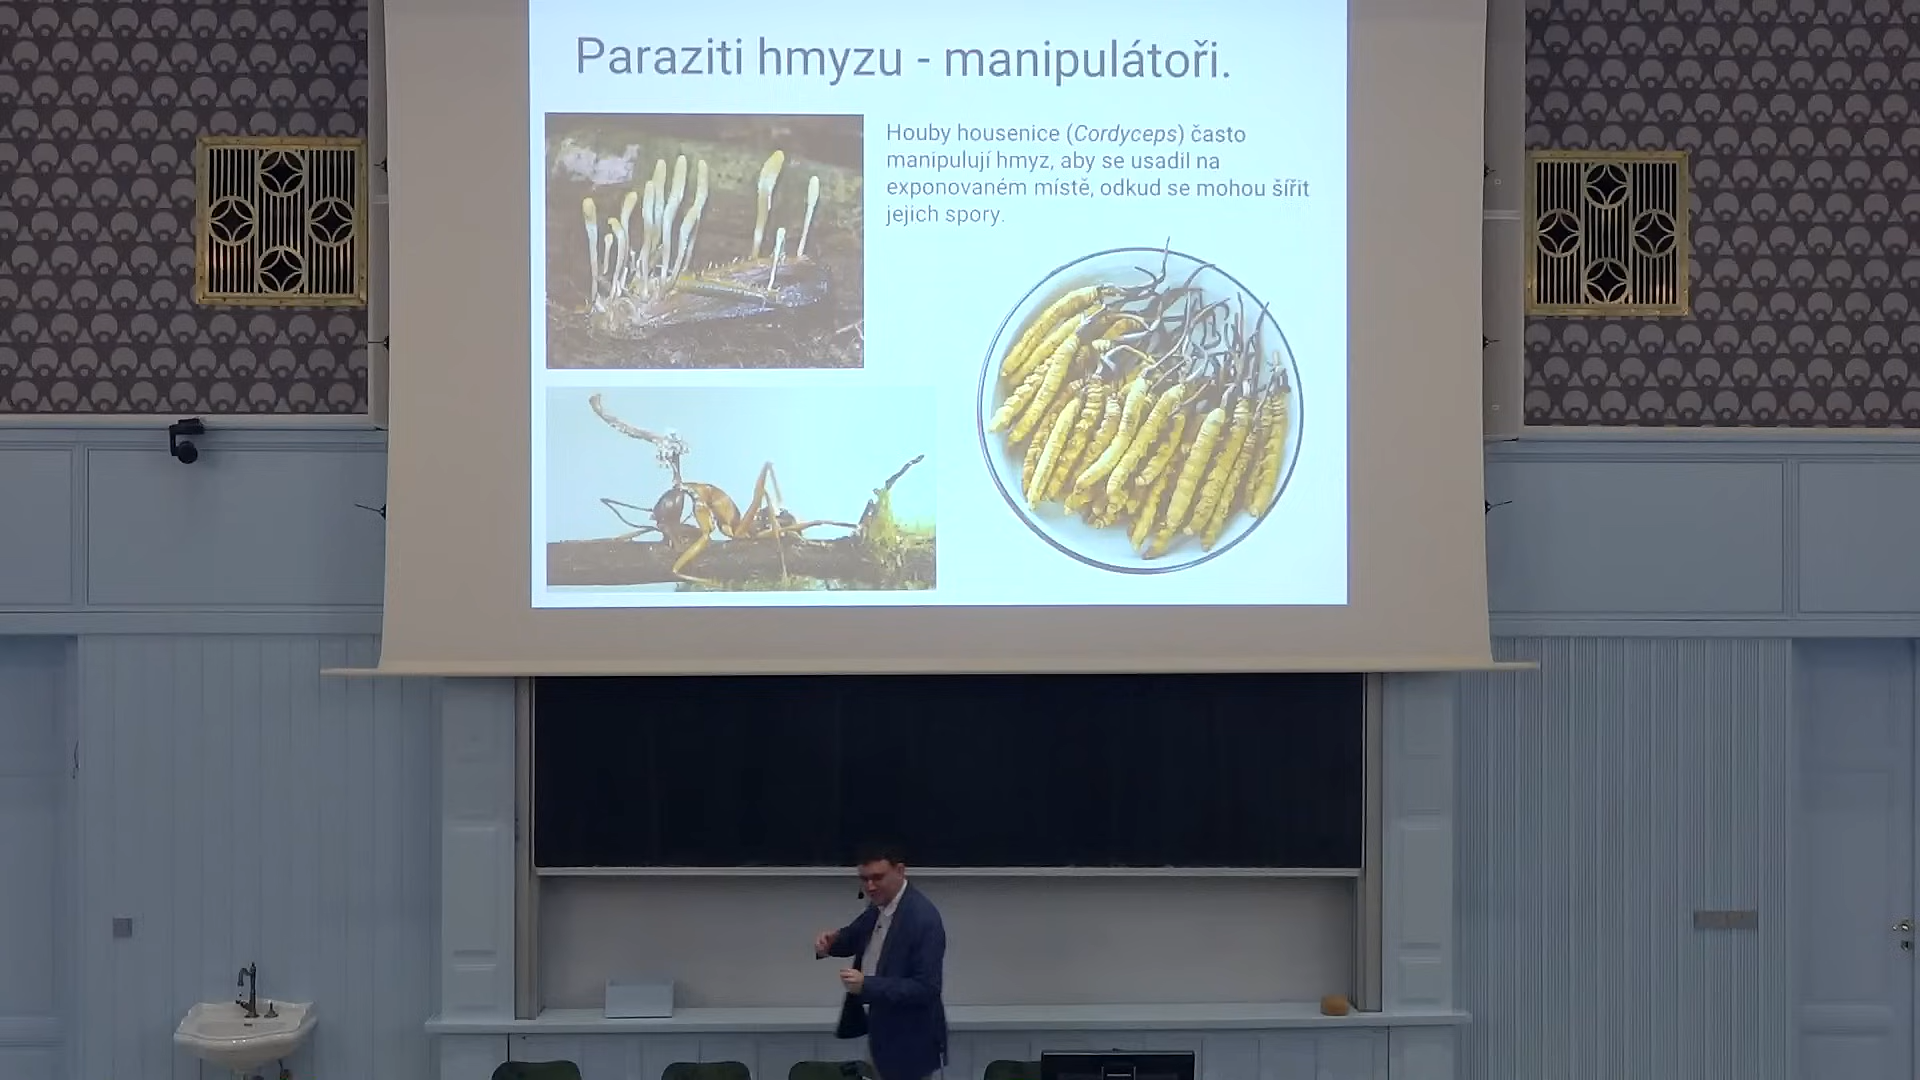 Paraziti hmyzu - manipulátoři.
Houby housenice (Cordyceps) často
manipulují hmyz, aby se usadil na
exponovaném místě, odkud se mohou šířit
jejich spory.